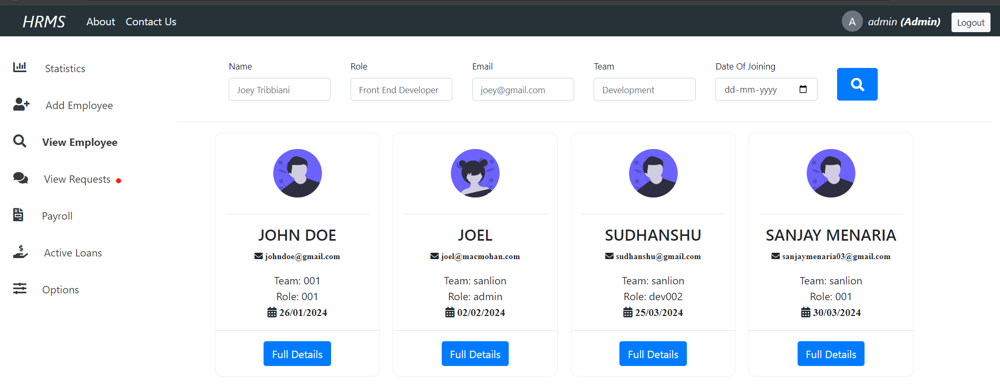 HRMS About Contact Us A admin (Admin) Logout
Statistics
Add Employee
View Employee
View Requests
Payroll
Active Loans
Options
Name Role Email Team Date Of Joining
Joey Tribbiani Front End Developer joey@gmail.com Development dd-mm-yyyy
JOHN DOE
johndoe@gmail.com
Team: 001
Role: 001
26/01/2024
Full Details
JOEL
joel@macmohan.com
Team: sanlion
Role: admin
02/02/2024
Full Details
SUDHANSHU
sudhanshu@gmail.com
Team: sanlion
Role: dev002
25/03/2024
Full Details
SANJAY MENARIA
sanjaymenaria03@gmail.com
Team: sanlion
Role: 001
30/03/2024
Full Details